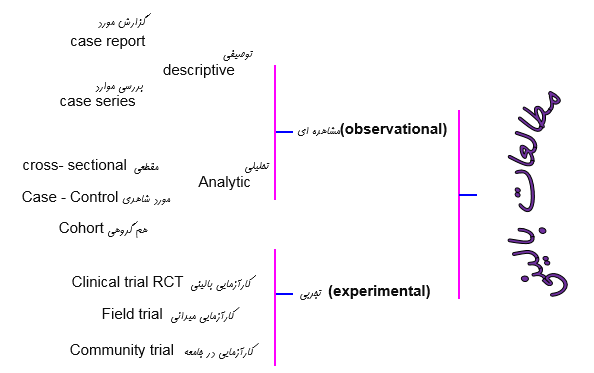 مطالعات بالینی
مشاهده ای (observational)
توصیفی
descriptive
گزارش مورد
case report
بررسی موارد
case series
تحلیلی
Analytic
cross- sectional مقطعی
Case - Control مورد شاهدی
Cohort هم گروهی
تجربی (experimental)
Clinical trial RCT کارآزمایی بالینی
Field trial کارآزمایی میدانی
Community trial کارآزمایی در جامعه